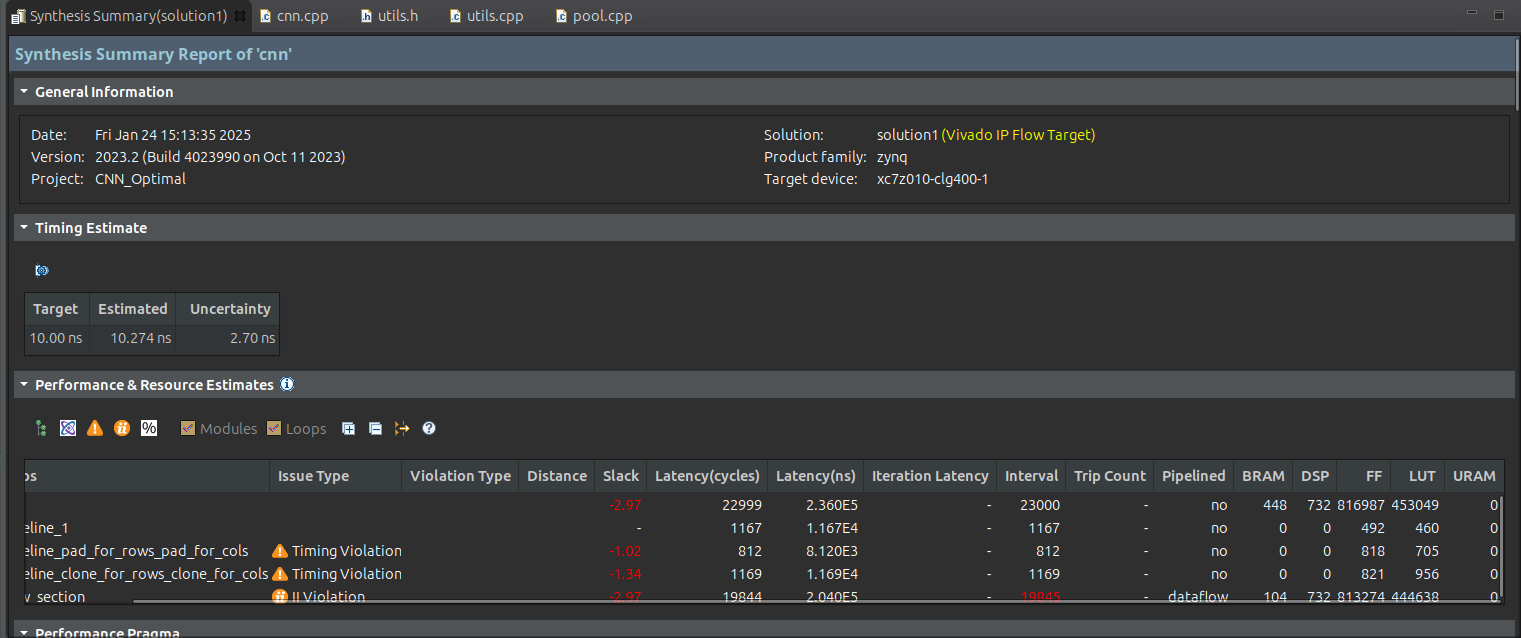 Synthesis Summary(solution1) cnn.cpp utils.h utils.cpp pool.cpp
Synthesis Summary Report of 'cnn'
General Information
Date: Fri Jan 24 15:13:35 2025 Solution: solution1 (Vivado IP Flow Target)
Version: 2023.2 (Build 4023990 on Oct 11 2023) Product family: zynq
Project: CNN_Optimal Target device: xc7z010-clg400-1
Timing Estimate
Target Estimated Uncertainty
10.00 ns 10.274 ns 2.70 ns
Performance & Resource Estimates
% Modules Loops
os Issue Type Violation Type Distance Slack Latency(cycles) Latency(ns) Iteration Latency Interval Trip Count Pipelined BRAM DSP FF LUT URAM
-2.97 22999 2.360E5 - 23000 - no 448 732 816987 453049 0
eline_1 - 1167 1.167E4 - 1167 - no 0 0 492 460 0
eline_pad_for_rows_pad_for_cols Timing Violation -1.02 812 8.120E3 - 812 - no 0 0 818 705 0
eline_clone_for_rows_clone_for_cols Timing Violation -1.34 1169 1.169E4 - 1169 - no 0 0 821 956 0
w_section II Violation -2.97 19844 2.040E5 - 19845 - dataflow 104 732 813274 444638 0
Performance Pragma